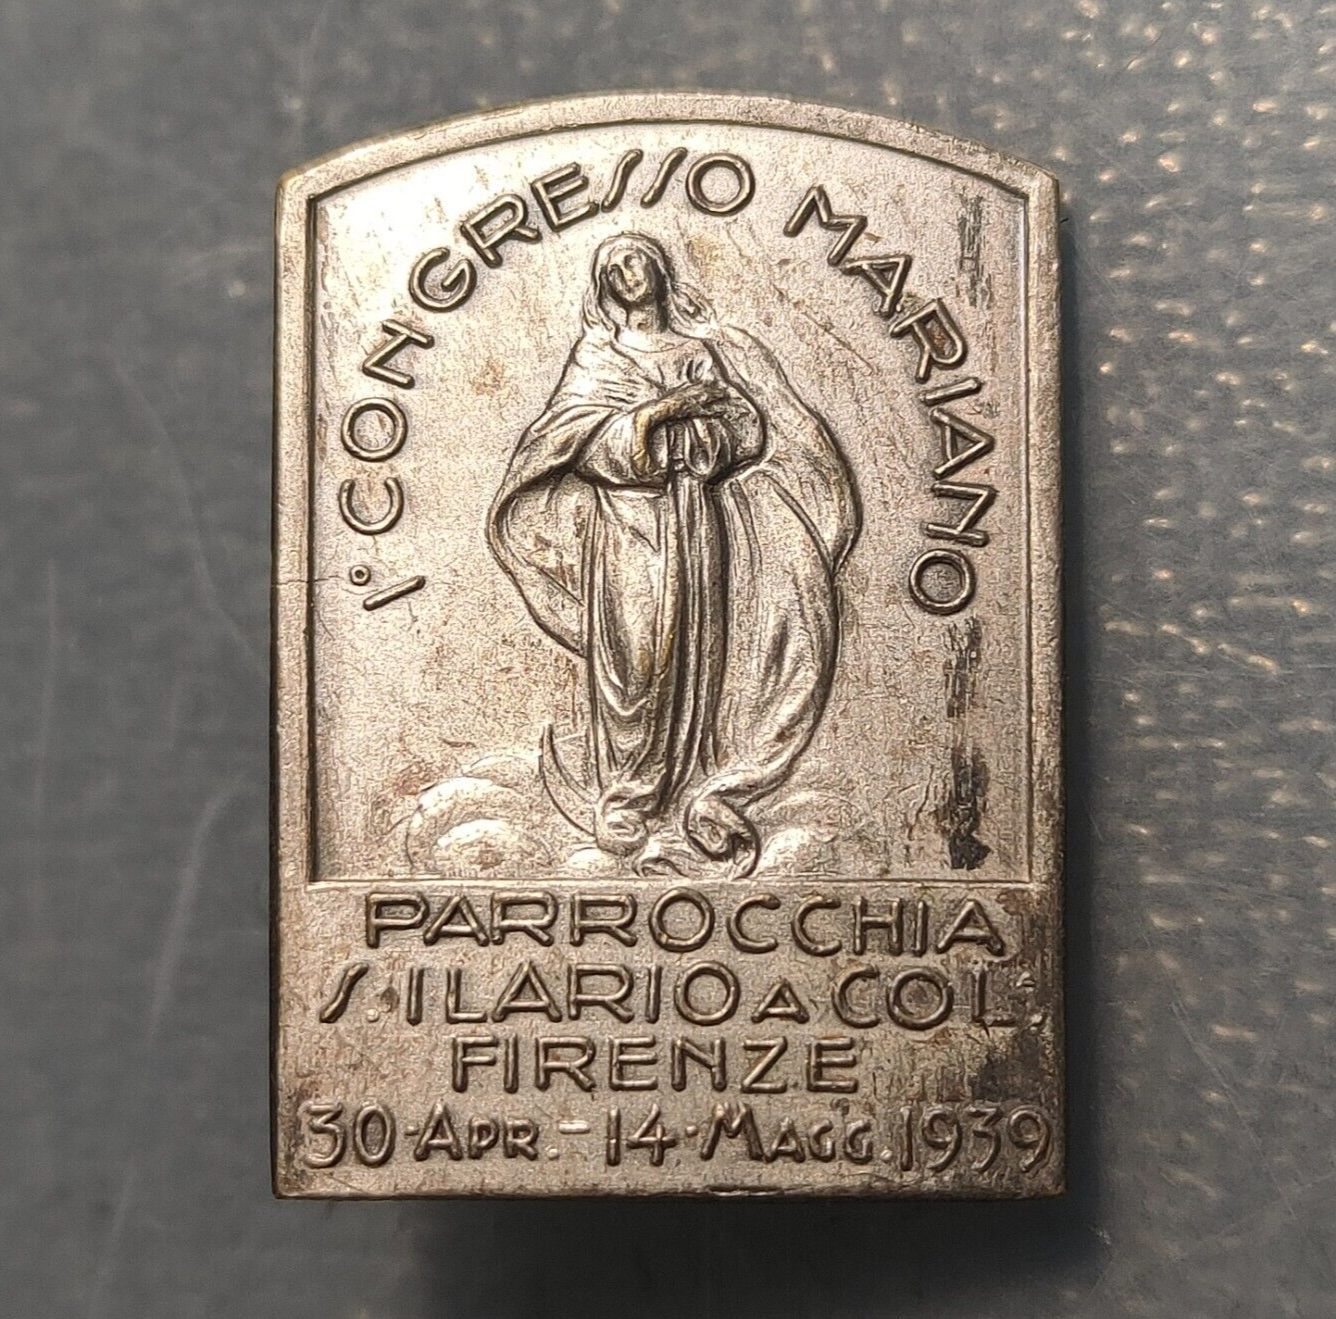 1° CONGRESSO MARIANO
PARROCCHIA
S. ILARIO A COL:
FIRENZE
30·APR.-14·MAGG.1939